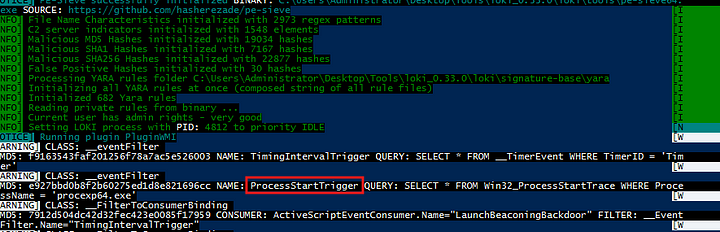 OTICE] PE-Sieve successfully initialized BINARY: C:\Users\Administrator\Desktop\Tools\loki_0.33.0\loki\tools\pe-sieve64. [I
exe SOURCE: https://github.com/hasherezade/pe-sieve [I
NFO] File Name Characteristics initialized with 2973 regex patterns [I
NFO] C2 server indicators initialized with 1548 elements [I
NFO] Malicious MD5 Hashes initialized with 19034 hashes [I
NFO] Malicious SHA1 Hashes initialized with 7167 hashes [I
NFO] Malicious SHA256 Hashes initialized with 22877 hashes [I
NFO] False Positive Hashes initialized with 30 hashes [I
NFO] Processing YARA rules folder C:\Users\Administrator\Desktop\Tools\loki_0.33.0\loki\signature-base\yara [I
NFO] Initializing all YARA rules at once (composed string of all rule files) [I
NFO] Initialized 682 Yara rules [I
NFO] Reading private rules from binary ... [I
NFO] Current user has admin rights - very good [I
NFO] Setting LOKI process with PID: 4812 to priority IDLE [N
OTICE] Running plugin PluginWMI [W
ARNING] CLASS: __eventFilter
MD5: f9163543faf201256f78a7ac5e526003 NAME: TimingIntervalTrigger QUERY: SELECT * FROM __TimerEvent WHERE TimerID = 'Tim
er' [W
ARNING] CLASS: __eventFilter
MD5: e927bbd0b8f2b60275ed1d8e821696cc NAME: ProcessStartTrigger QUERY: SELECT * FROM Win32_ProcessStartTrace WHERE Proce
ssName = 'procexp64.exe' [W
ARNING] CLASS: __FilterToConsumerBinding
MD5: 7912d504dc42d32fec423e0085f17959 CONSUMER: ActiveScriptEventConsumer.Name="LaunchBeaconingBackdoor" FILTER: __Event
Filter.Name="TimingIntervalTrigger" [W
ARNING] CLASS: __FilterToConsumerBinding